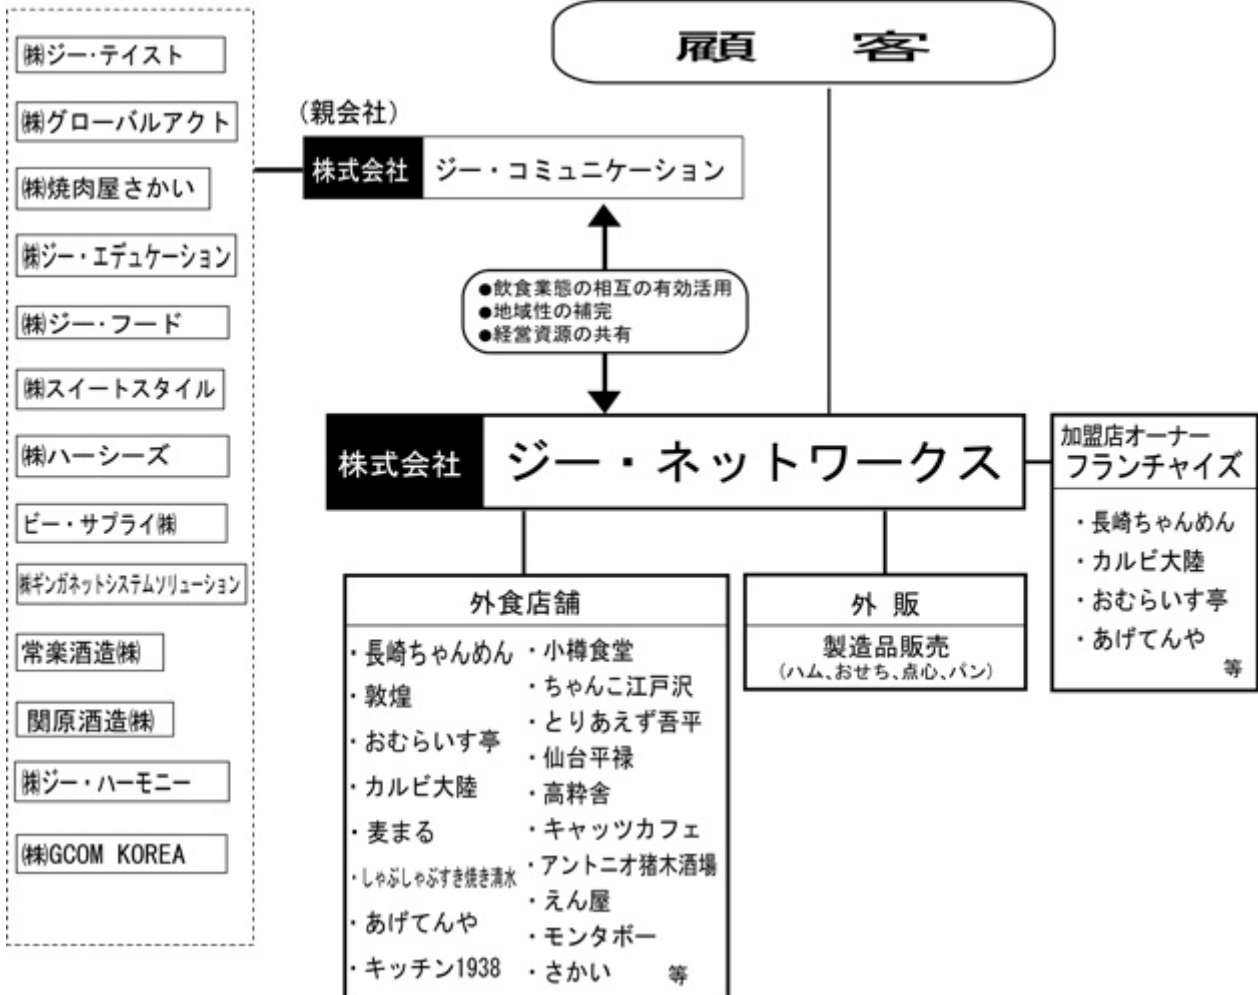 ㈱ジー・テイスト
㈱グローバルアクト
㈱焼肉屋さかい
㈱ジー・エデュケーション
㈱ジー・フード
㈱スイートスタイル
㈱ハーシーズ
ビー・サプライ㈱
㈱ギンガネットシステムソリューション
常楽酒造㈱
関原酒造㈱
㈱ジー・ハーモニー
㈱GCOM KOREA
顧 客
(親会社)
株式会社 ジー・コミュニケーション
●飲食業態の相互の有効活用
●地域性の補完
●経営資源の共有
株式会社 ジー・ネットワークス
加盟店オーナー
フランチャイズ
・長崎ちゃんめん
・カルビ大陸
・おむらいす亭
・あげてんや
等
外食店舗
・長崎ちゃんめん
・敦煌
・おむらいす亭
・カルビ大陸
・麦まる
・しゃぶしゃぶすき焼き清水
・あげてんや
・キッチン1938
・小樽食堂
・ちゃんこ江戸沢
・とりあえず吾平
・仙台平禄
・高粋舎
・キャッツカフェ
・アントニオ猪木酒場
・えん屋
・モンタボー
・さかい 等
外 販
製造品販売
(ハム、おせち、点心、パン)